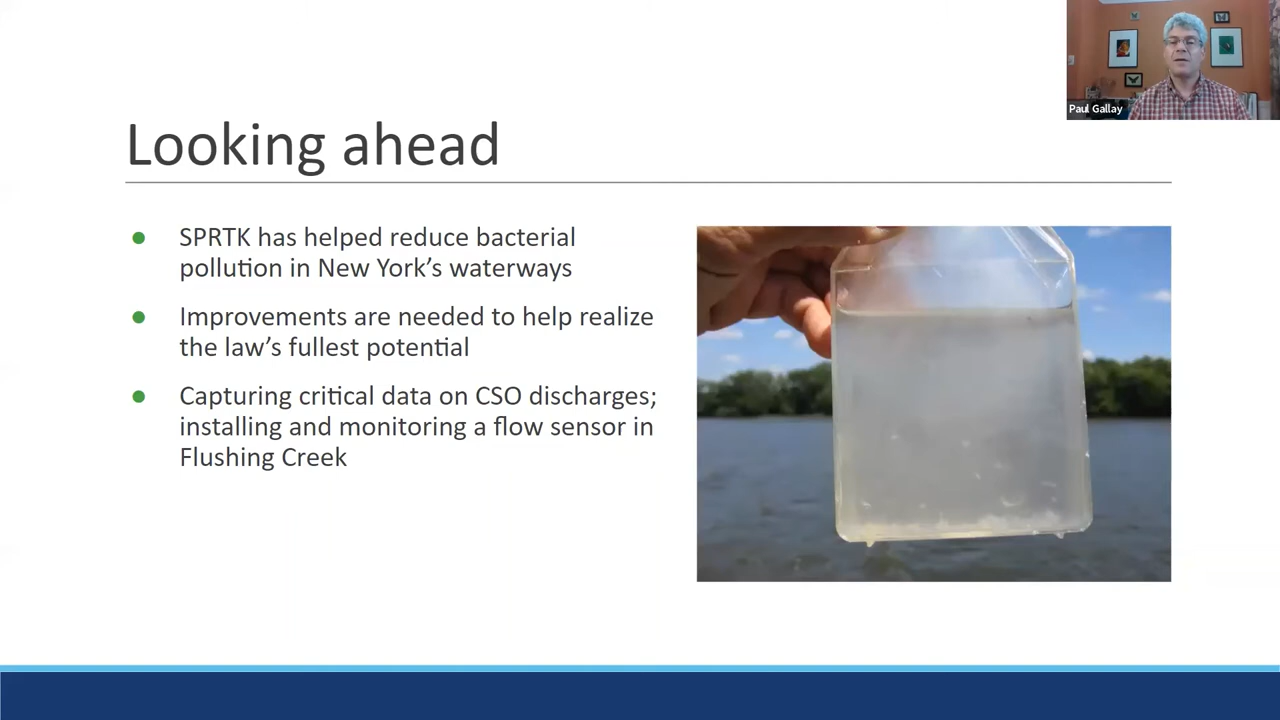 Paul Gallay
Looking ahead
SPRTK has helped reduce bacterial
pollution in New York’s waterways
Improvements are needed to help realize
the law’s fullest potential
Capturing critical data on CSO discharges;
installing and monitoring a flow sensor in
Flushing Creek